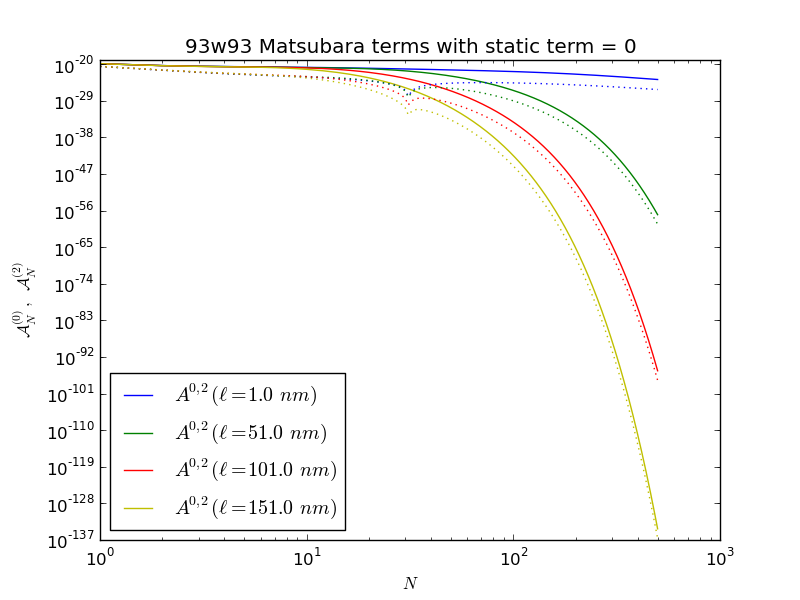 93w93 Matsubara terms with static term = 0
10^-20
10^-29
10^-38
10^-47
10^-56
10^-65
10^-74
10^-83
10^-92
10^-101
10^-110
10^-119
10^-128
10^-137
𝒜_N^(0) , 𝒜_N^(2)
A^0,2(ℓ=1.0 nm)
A^0,2(ℓ=51.0 nm)
A^0,2(ℓ=101.0 nm)
A^0,2(ℓ=151.0 nm)
10^0 10^1 10^2 10^3
N